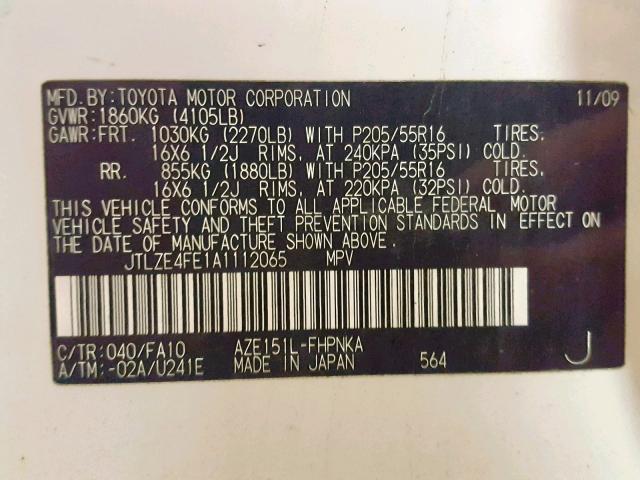 MFD.BY:TOYOTA MOTOR CORPORATION 11/09
GVWR:1860KG (4105LB)
GAWR:FRT. 1030KG (2270LB) WITH P205/55R16 TIRES.
16X6 1/2J RIMS, AT 240KPA (35PSI) COLD.
RR. 855KG (1880LB) WITH P205/55R16 TIRES.
16X6 1/2J RIMS, AT 220KPA (32PSI) COLD.
THIS VEHICLE CONFORMS TO ALL APPLICABLE FEDERAL MOTOR
VEHICLE SAFETY AND THEFT PREVENTION STANDARDS IN EFFECT ON
THE DATE OF MANUFACTURE SHOWN ABOVE.
JTLZE4FE1A1112065 MPV
C/TR:040/FA10 AZE151L-FHPNKA
A/TM:-02A/U241E MADE IN JAPAN 564 J